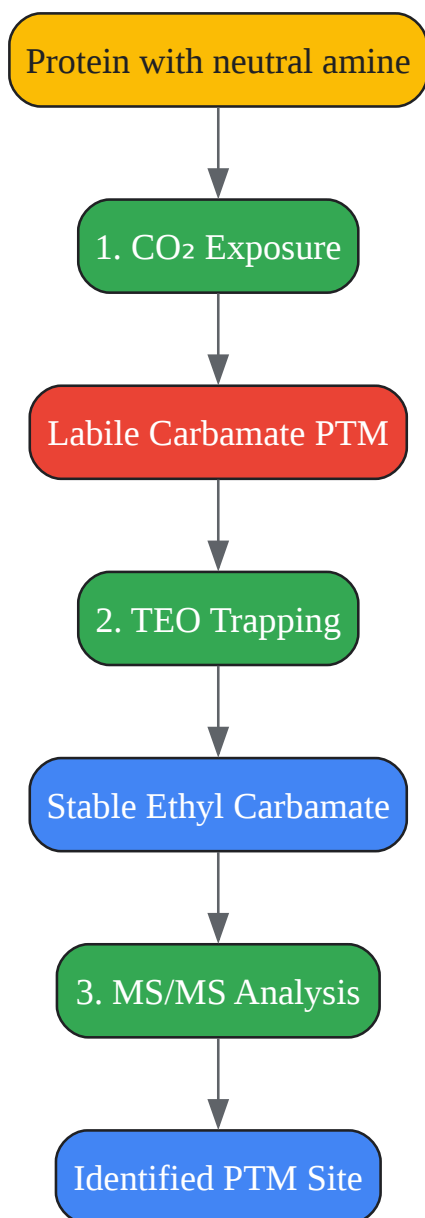 Protein with neutral amine
1. CO₂ Exposure
Labile Carbamate PTM
2. TEO Trapping
Stable Ethyl Carbamate
3. MS/MS Analysis
Identified PTM Site